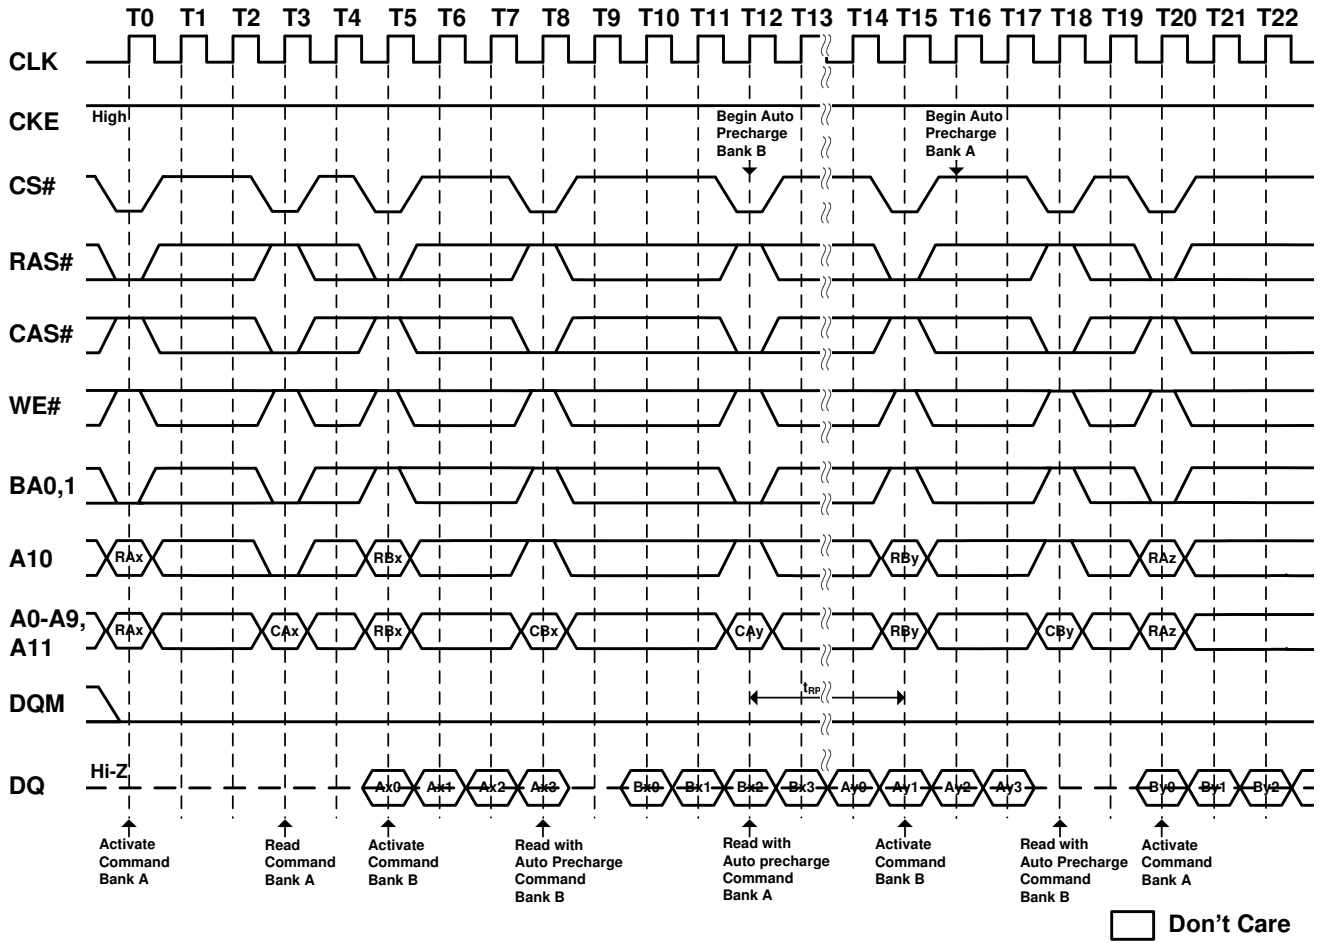 T0 T1 T2 T3 T4 T5 T6 T7 T8 T9 T10 T11 T12 T13 T14 T15 T16 T17 T18 T19 T20 T21 T22
CLK
CKE
High
Begin Auto
Precharge
Bank B
Begin Auto
Precharge
Bank A
CS#
RAS#
CAS#
WE#
BA0,1
A10
RAx RBx RBy RAz
A0-A9,
A11
RAx CAx RBx CBx CAy RBy CBy RAz
DQM
tRP
DQ
Hi-Z
Ax0 Ax1 Ax2 Ax3 Bx0 Bx1 Bx2 Bx3 Ay0 Ay1 Ay2 Ay3 By0 By1 By2
Activate
Command
Bank A
Read
Command
Bank A
Activate
Command
Bank B
Read with
Auto Precharge
Command
Bank B
Read with
Auto precharge
Command
Bank A
Activate
Command
Bank B
Read with
Auto Precharge
Command
Bank B
Activate
Command
Bank A
Don't Care